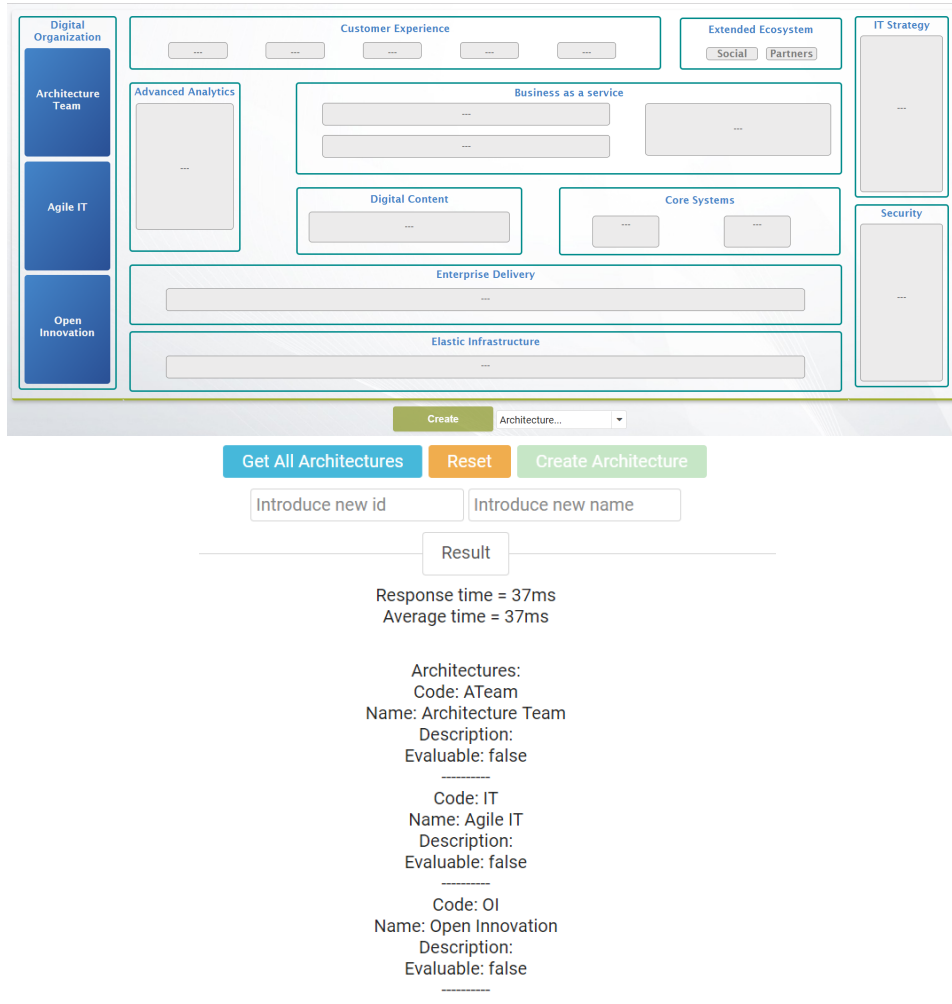 Digital
Organization
Architecture
Team
Agile IT
Open
Innovation
Customer Experience
---
---
---
---
---
Extended Ecosystem
Social
Partners
IT Strategy
---
Advanced Analytics
---
Business as a service
---
---
---
Digital Content
---
Core Systems
---
---
Security
---
Enterprise Delivery
---
Elastic Infrastructure
---
Create
Architecture...
Get All Architectures
Reset
Create Architecture
Introduce new id
Introduce new name
Result
Response time = 37ms
Average time = 37ms
Architectures:
Code: ATeam
Name: Architecture Team
Description:
Evaluable: false
----------
Code: IT
Name: Agile IT
Description:
Evaluable: false
----------
Code: OI
Name: Open Innovation
Description:
Evaluable: false
----------